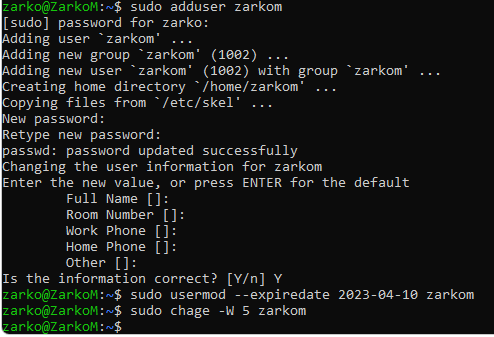 zarko@ZarkoM:~$ sudo adduser zarkom
[sudo] password for zarko:
Adding user `zarkom' ...
Adding new group `zarkom' (1002) ...
Adding new user `zarkom' (1002) with group `zarkom' ...
Creating home directory `/home/zarkom' ...
Copying files from `/etc/skel' ...
New password:
Retype new password:
passwd: password updated successfully
Changing the user information for zarkom
Enter the new value, or press ENTER for the default
        Full Name []:
        Room Number []:
        Work Phone []:
        Home Phone []:
        Other []:
Is the information correct? [Y/n] Y
zarko@ZarkoM:~$ sudo usermod --expiredate 2023-04-10 zarkom
zarko@ZarkoM:~$ sudo chage -W 5 zarkom
zarko@ZarkoM:~$